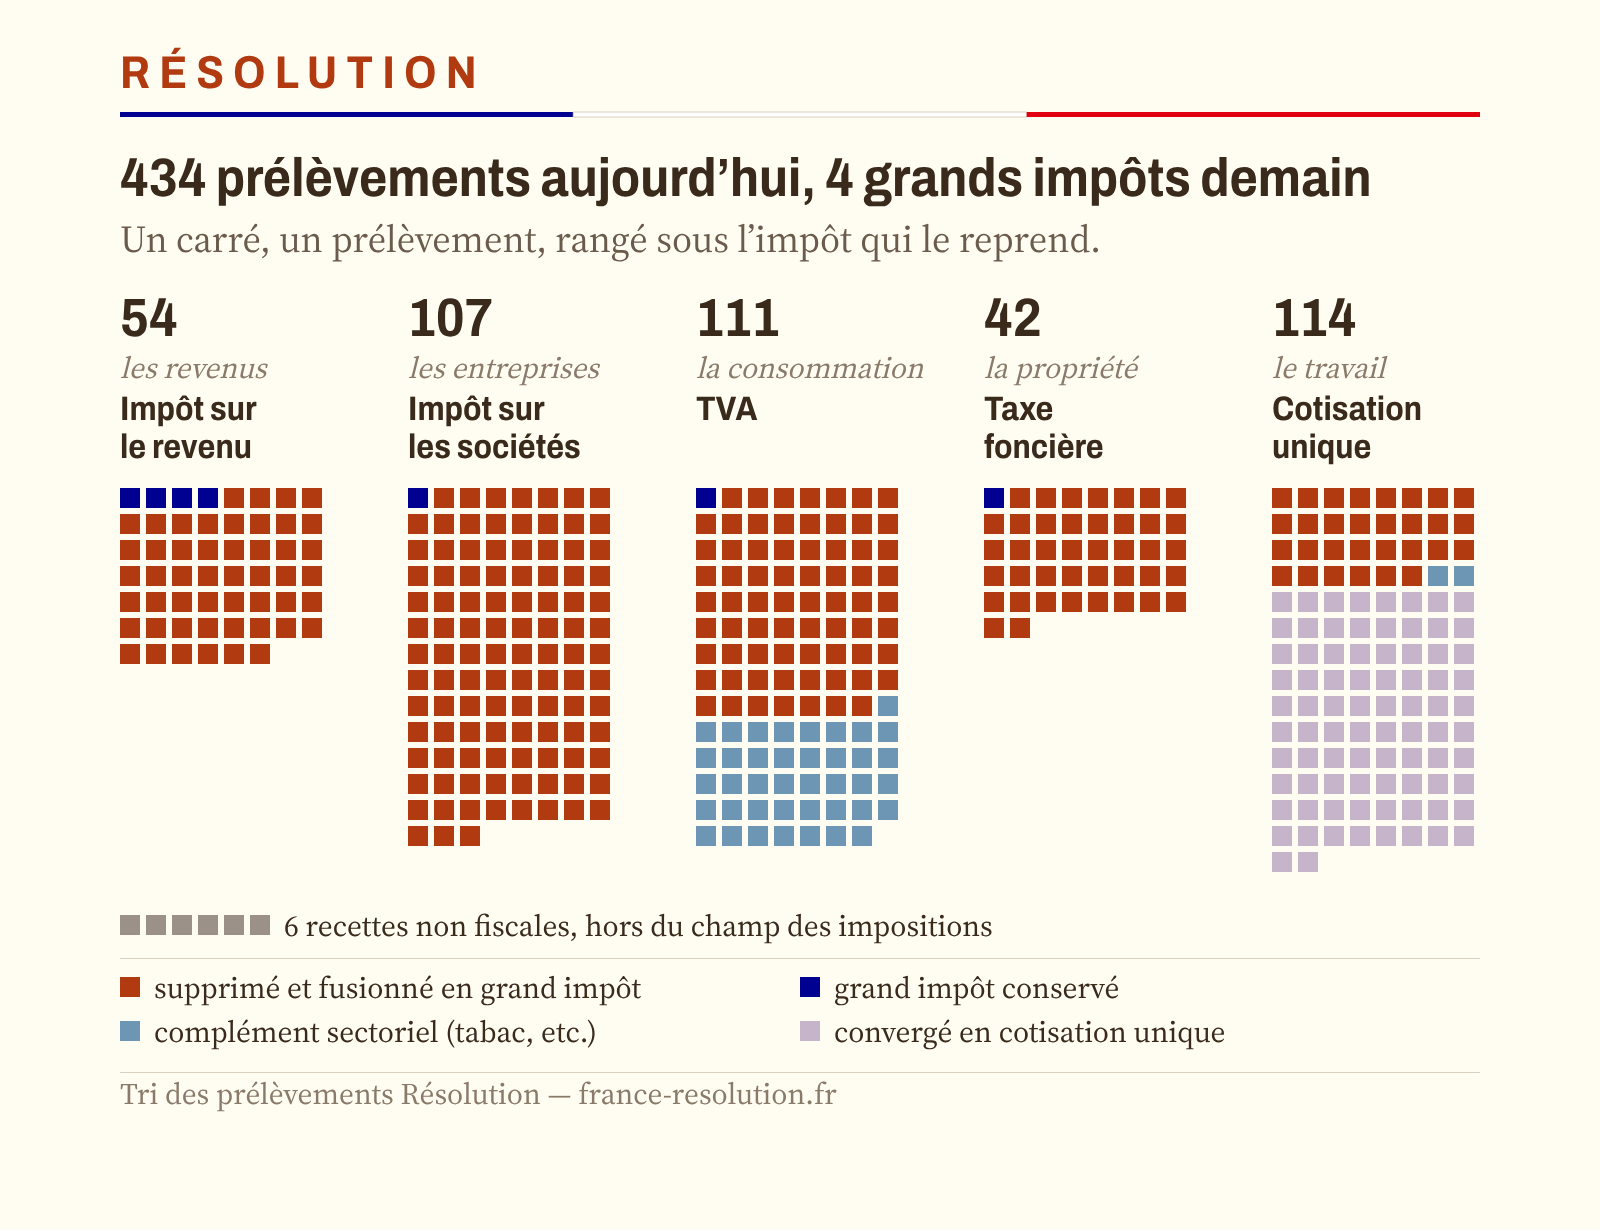 RÉSOLUTION
434 prélèvements aujourd’hui, 4 grands impôts demain
Un carré, un prélèvement, rangé sous l’impôt qui le reprend.
54
les revenus
Impôt sur
le revenu
107
les entreprises
Impôt sur
les sociétés
111
la consommation
TVA
42
la propriété
Taxe
foncière
114
le travail
Cotisation
unique
6 recettes non fiscales, hors du champ des impositions
supprimé et fusionné en grand impôt
grand impôt conservé
complément sectoriel (tabac, etc.)
convergé en cotisation unique
Tri des prélèvements Résolution — france-resolution.fr